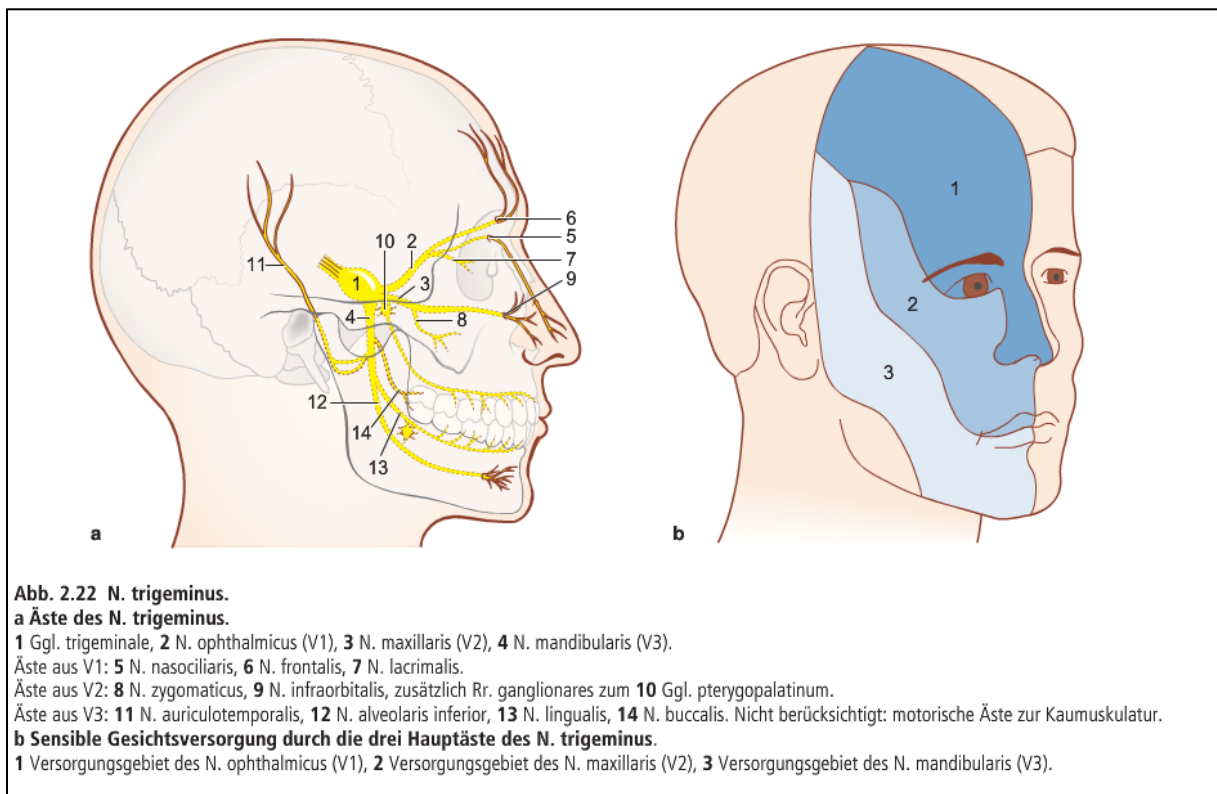 6
5
10
2
7
11
1
3
9
4
8
12
14
13
a
1
2
3
b
Abb. 2.22 N. trigeminus.
a Äste des N. trigeminus.
1 Ggl. trigeminale, 2 N. ophthalmicus (V1), 3 N. maxillaris (V2), 4 N. mandibularis (V3).
Äste aus V1: 5 N. nasociliaris, 6 N. frontalis, 7 N. lacrimalis.
Äste aus V2: 8 N. zygomaticus, 9 N. infraorbitalis, zusätzlich Rr. ganglionares zum 10 Ggl. pterygopalatinum.
Äste aus V3: 11 N. auriculotemporalis, 12 N. alveolaris inferior, 13 N. lingualis, 14 N. buccalis. Nicht berücksichtigt: motorische Äste zur Kaumuskulatur.
b Sensible Gesichtsversorgung durch die drei Hauptäste des N. trigeminus.
1 Versorgungsgebiet des N. ophthalmicus (V1), 2 Versorgungsgebiet des N. maxillaris (V2), 3 Versorgungsgebiet des N. mandibularis (V3).